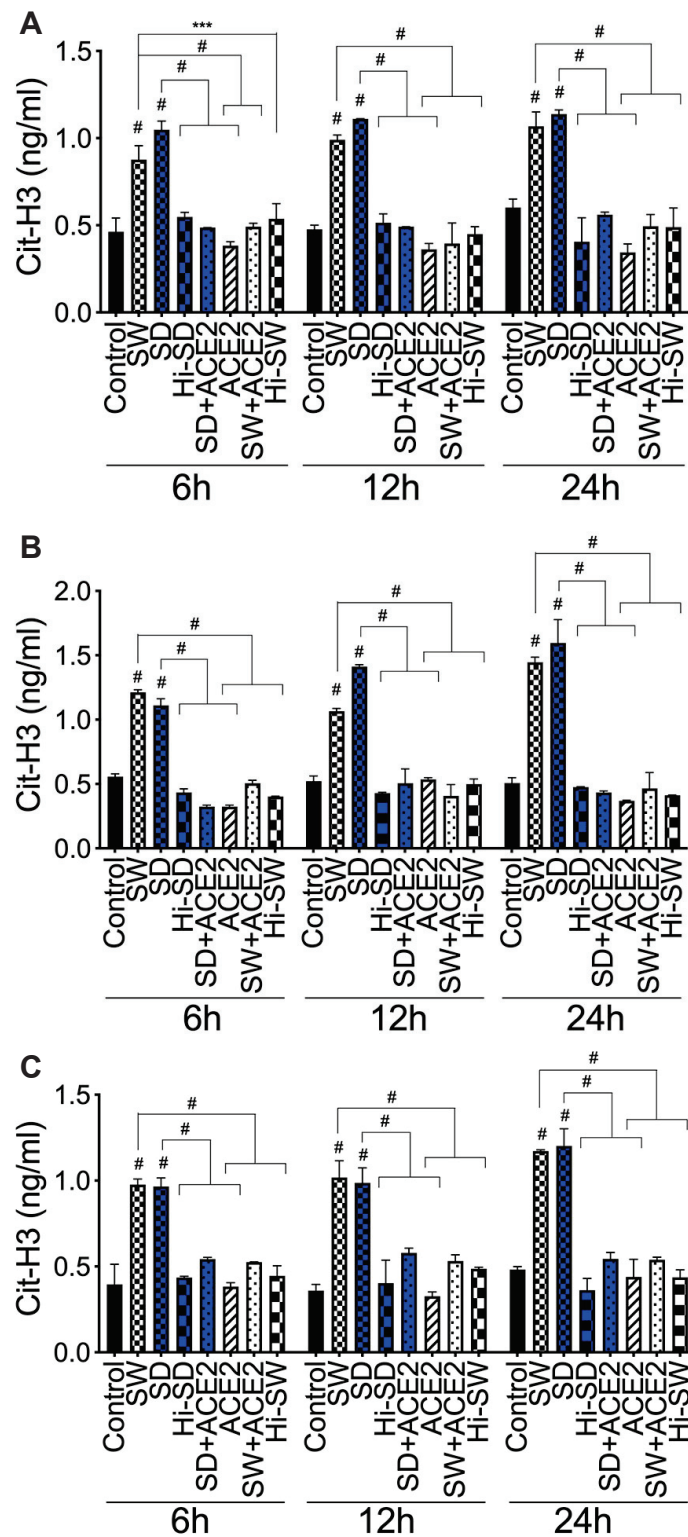 A
***
#
#
#
#
#
#
#
#
#
#
#
#
Cit-H3 (ng/ml)
1.5
1.0
0.5
0.0
Control
SW
SD
Hi-SD
SD+ACE2
ACE2
SW+ACE2
Hi-SW
Control
SW
SD
Hi-SD
SD+ACE2
ACE2
SW+ACE2
Hi-SW
Control
SW
SD
Hi-SD
SD+ACE2
ACE2
SW+ACE2
Hi-SW
6h 12h 24h
B
#
#
#
#
#
#
#
#
#
#
#
#
Cit-H3 (ng/ml)
2.0
1.5
1.0
0.5
0.0
Control
SW
SD
Hi-SD
SD+ACE2
ACE2
SW+ACE2
Hi-SW
Control
SW
SD
Hi-SD
SD+ACE2
ACE2
SW+ACE2
Hi-SW
Control
SW
SD
Hi-SD
SD+ACE2
ACE2
SW+ACE2
Hi-SW
6h 12h 24h
C
#
#
#
#
#
#
#
#
#
#
#
#
Cit-H3 (ng/ml)
1.5
1.0
0.5
0.0
Control
SW
SD
Hi-SD
SD+ACE2
ACE2
SW+ACE2
Hi-SW
Control
SW
SD
Hi-SD
SD+ACE2
ACE2
SW+ACE2
Hi-SW
Control
SW
SD
Hi-SD
SD+ACE2
ACE2
SW+ACE2
Hi-SW
6h 12h 24h